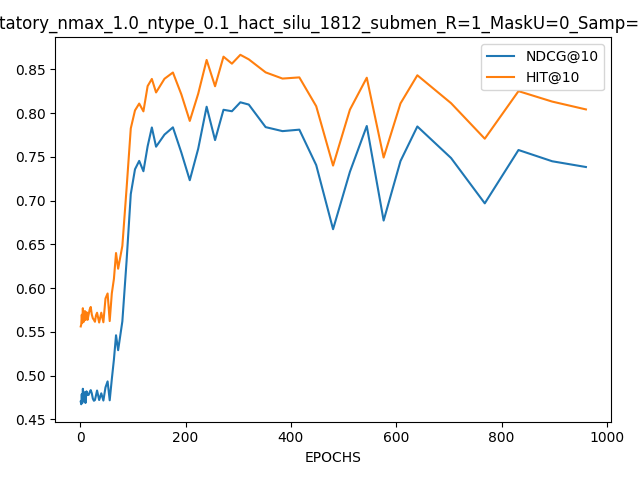 tatory_nmax_1.0_ntype_0.1_hact_silu_1812_submen_R=1_MaskU=0_Samp=
NDCG@10
HIT@10
0.85
0.80
0.75
0.70
0.65
0.60
0.55
0.50
0.45
0 200 400 600 800 1000
EPOCHS